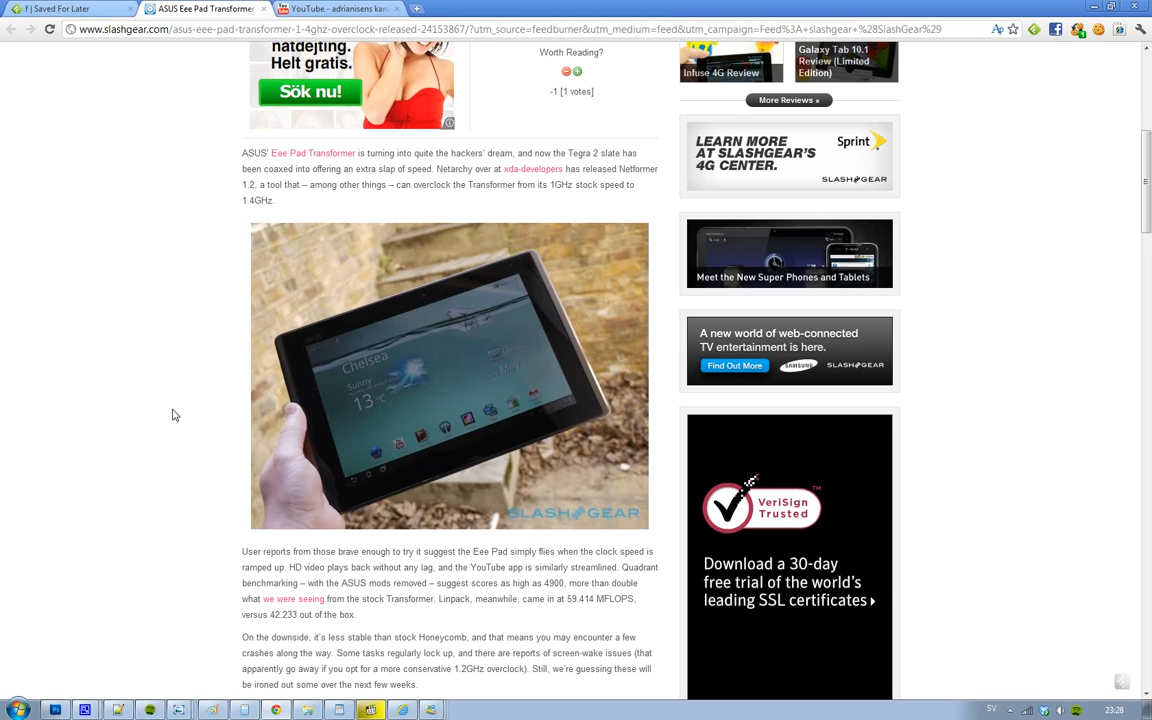 f | Saved For Later
ASUS Eee Pad Transformer
YouTube - adrianisens kan
www.slashgear.com/asus-eee-pad-transformer-1-4ghz-overclock-released-24153867/?utm_source=feedburner&utm_medium=feed&utm_campaign=Feed%3A+slashgear+%28SlashGear%29
nätdejting.
Helt gratis.
Sök nu!
Worth Reading?
-1 [1 votes]
Infuse 4G Review
Galaxy Tab 10.1
Review (Limited
Edition)
More Reviews »
ASUS' Eee Pad Transformer is turning into quite the hackers' dream, and now the Tegra 2 slate has
been coaxed into offering an extra slap of speed. Netarchy over at xda-developers has released Netformer
1.2, a tool that – among other things – can overclock the Transformer from its 1GHz stock speed to
1.4GHz.
LEARN MORE
AT SLASHGEAR'S
4G CENTER.
Sprint
SLASH GEAR
Meet the New Super Phones and Tablets
A new world of web-connected
TV entertainment is here.
Find Out More
SAMSUNG
SLASH GEAR
Chelsea
Sunny
13°C
May
SLASH GEAR
VeriSign™
Trusted
Download a 30-day
free trial of the world's
leading SSL certificates
User reports from those brave enough to try it suggest the Eee Pad simply flies when the clock speed is
ramped up. HD video plays back without any lag, and the YouTube app is similarly streamlined. Quadrant
benchmarking – with the ASUS mods removed – suggest scores as high as 4900, more than double
what we were seeing from the stock Transformer. Linpack, meanwhile, came in at 59.414 MFLOPS,
versus 42.233 out of the box.
On the downside, it's less stable than stock Honeycomb, and that means you may encounter a few
crashes along the way. Some tasks regularly lock up, and there are reports of screen-wake issues (that
apparently go away if you opt for a more conservative 1.2GHz overclock). Still, we're guessing these will
be ironed out some over the next few weeks.
SV
23:28